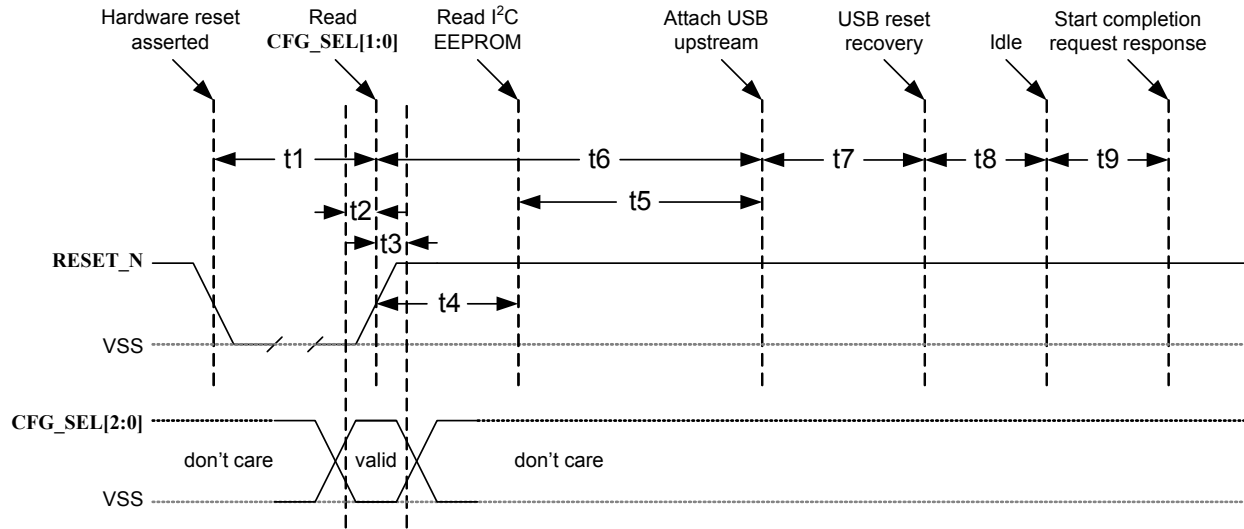 Hardware reset
asserted
Read
CFG_SEL[1:0]
Read I²C
EEPROM
Attach USB
upstream
USB reset
recovery
Idle
Start completion
request response
t1
t6
t7
t8
t9
t2
t5
t3
RESET_N
t4
VSS
CFG_SEL[2:0]
don't care
valid
don't care
VSS